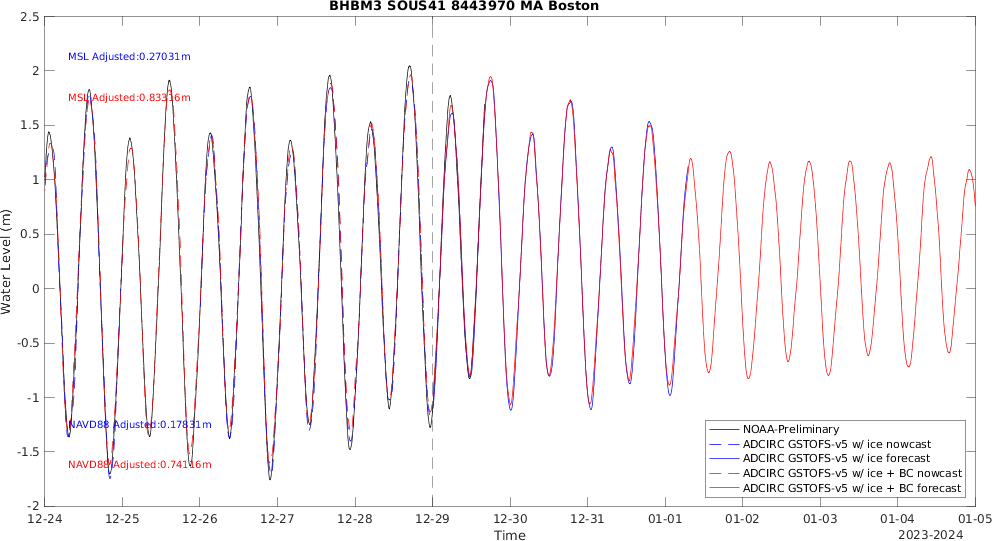 BHBM3 SOUS41 8443970 MA Boston
2.5
2
1.5
1
0.5
0
-0.5
-1
-1.5
-2
Water Level (m)
MSL Adjusted:0.27031m
MSL Adjusted:0.83316m
NAVD88 Adjusted:0.17831m
NAVD88 Adjusted:0.74116m
NOAA-Preliminary
ADCIRC GSTOFS-v5 w/ ice nowcast
ADCIRC GSTOFS-v5 w/ ice forecast
ADCIRC GSTOFS-v5 w/ ice + BC nowcast
ADCIRC GSTOFS-v5 w/ ice + BC forecast
12-24 12-25 12-26 12-27 12-28 12-29 12-30 12-31 01-01 01-02 01-03 01-04 01-05
Time
2023-2024